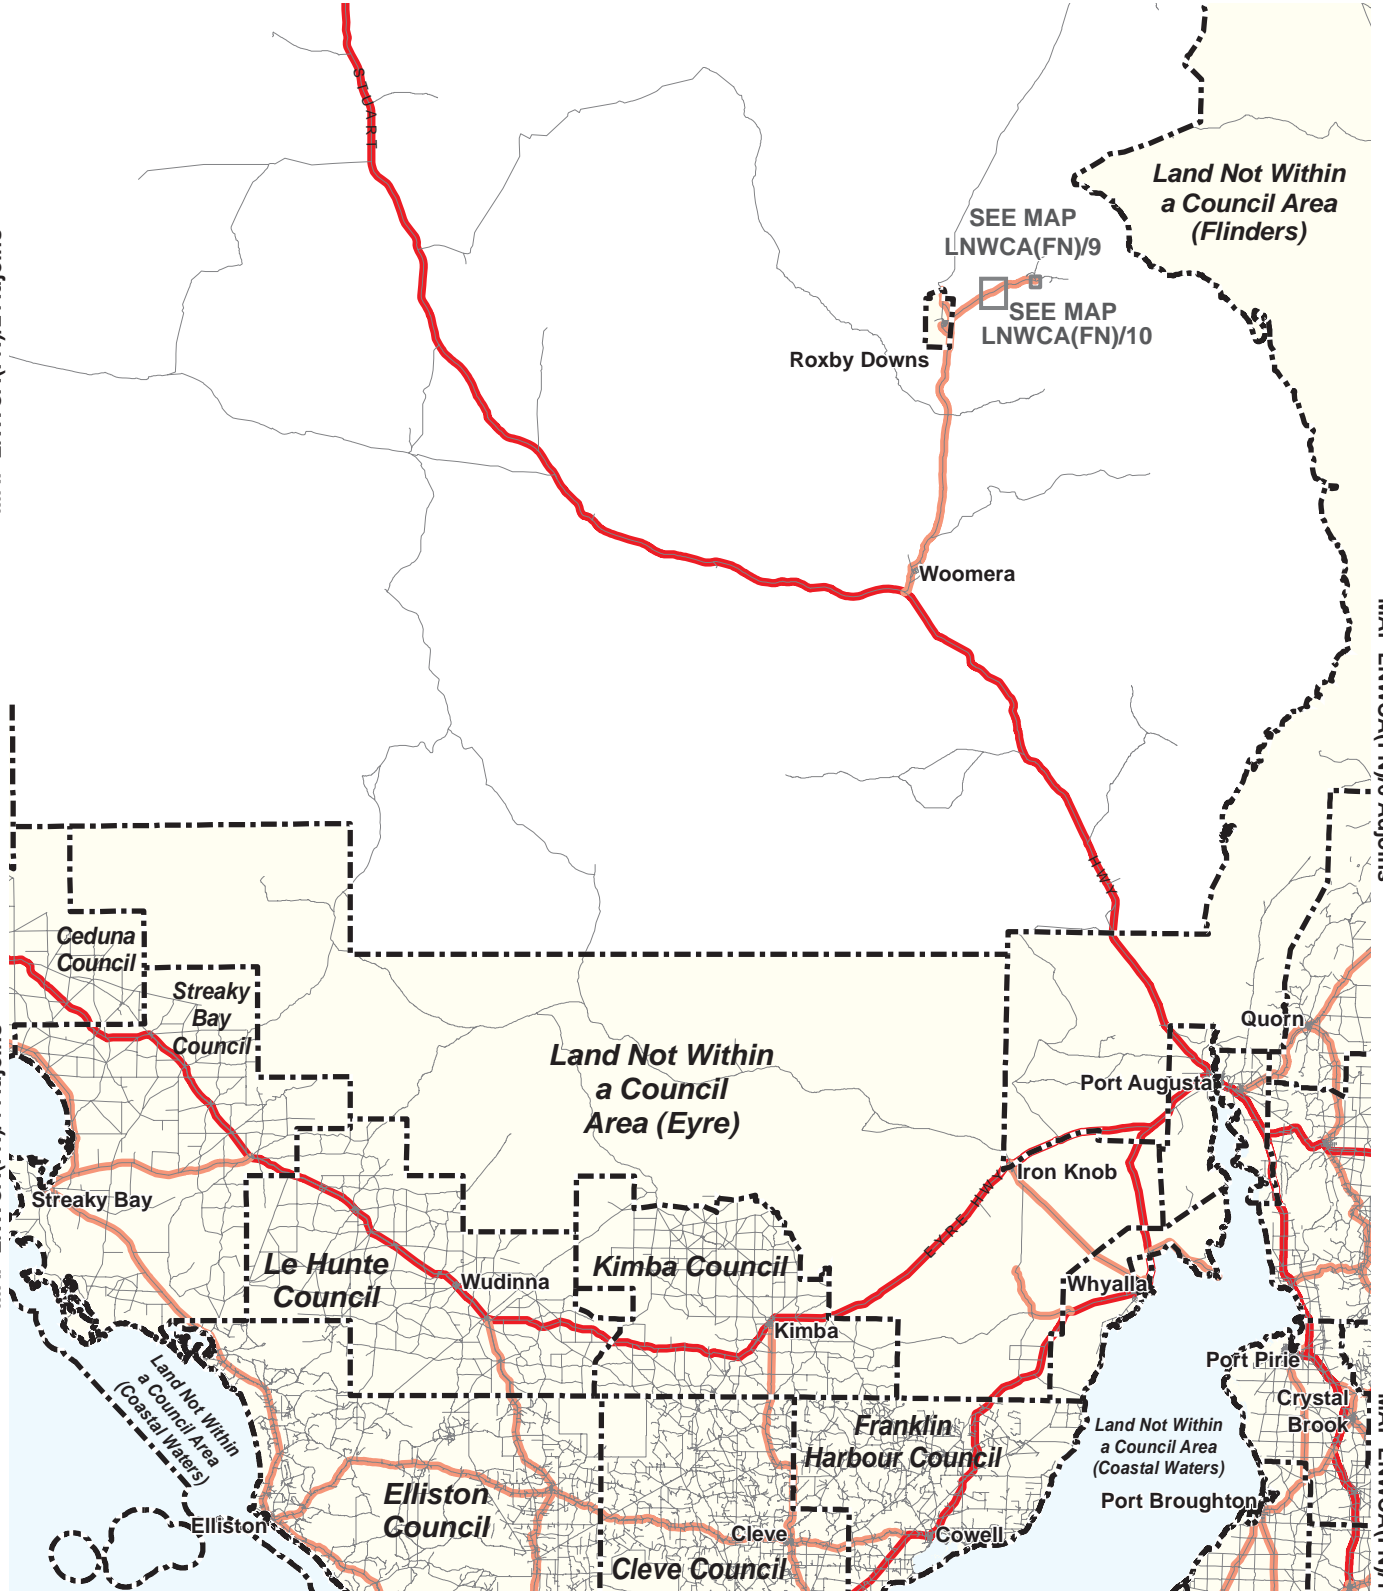 STUART
Land Not Within
a Council Area
(Flinders)
SEE MAP
LNWCA(FN)/9
SEE MAP
LNWCA(FN)/10
Roxby Downs
Woomera
HWY
Ceduna
Council
Streaky
Bay
Council
Land Not Within
a Council
Area (Eyre)
Quorn
Port Augusta
Iron Knob
EYRE HWY
Streaky Bay
Le Hunte
Council
Wudinna
Kimba Council
Whyalla
Kimba
Port Pirie
Crystal
Brook
Land Not Within
a Council Area
(Coastal Waters)
Franklin
Harbour Council
Land Not Within
a Council Area
(Coastal Waters)
Elliston
Council
Port Broughton
Elliston
Cleve
Cowell
Cleve Council